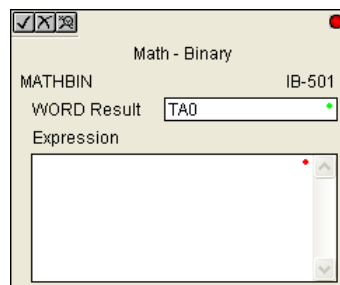 Math - Binary
MATHBIN IB-501
WORD Result TA0
Expression